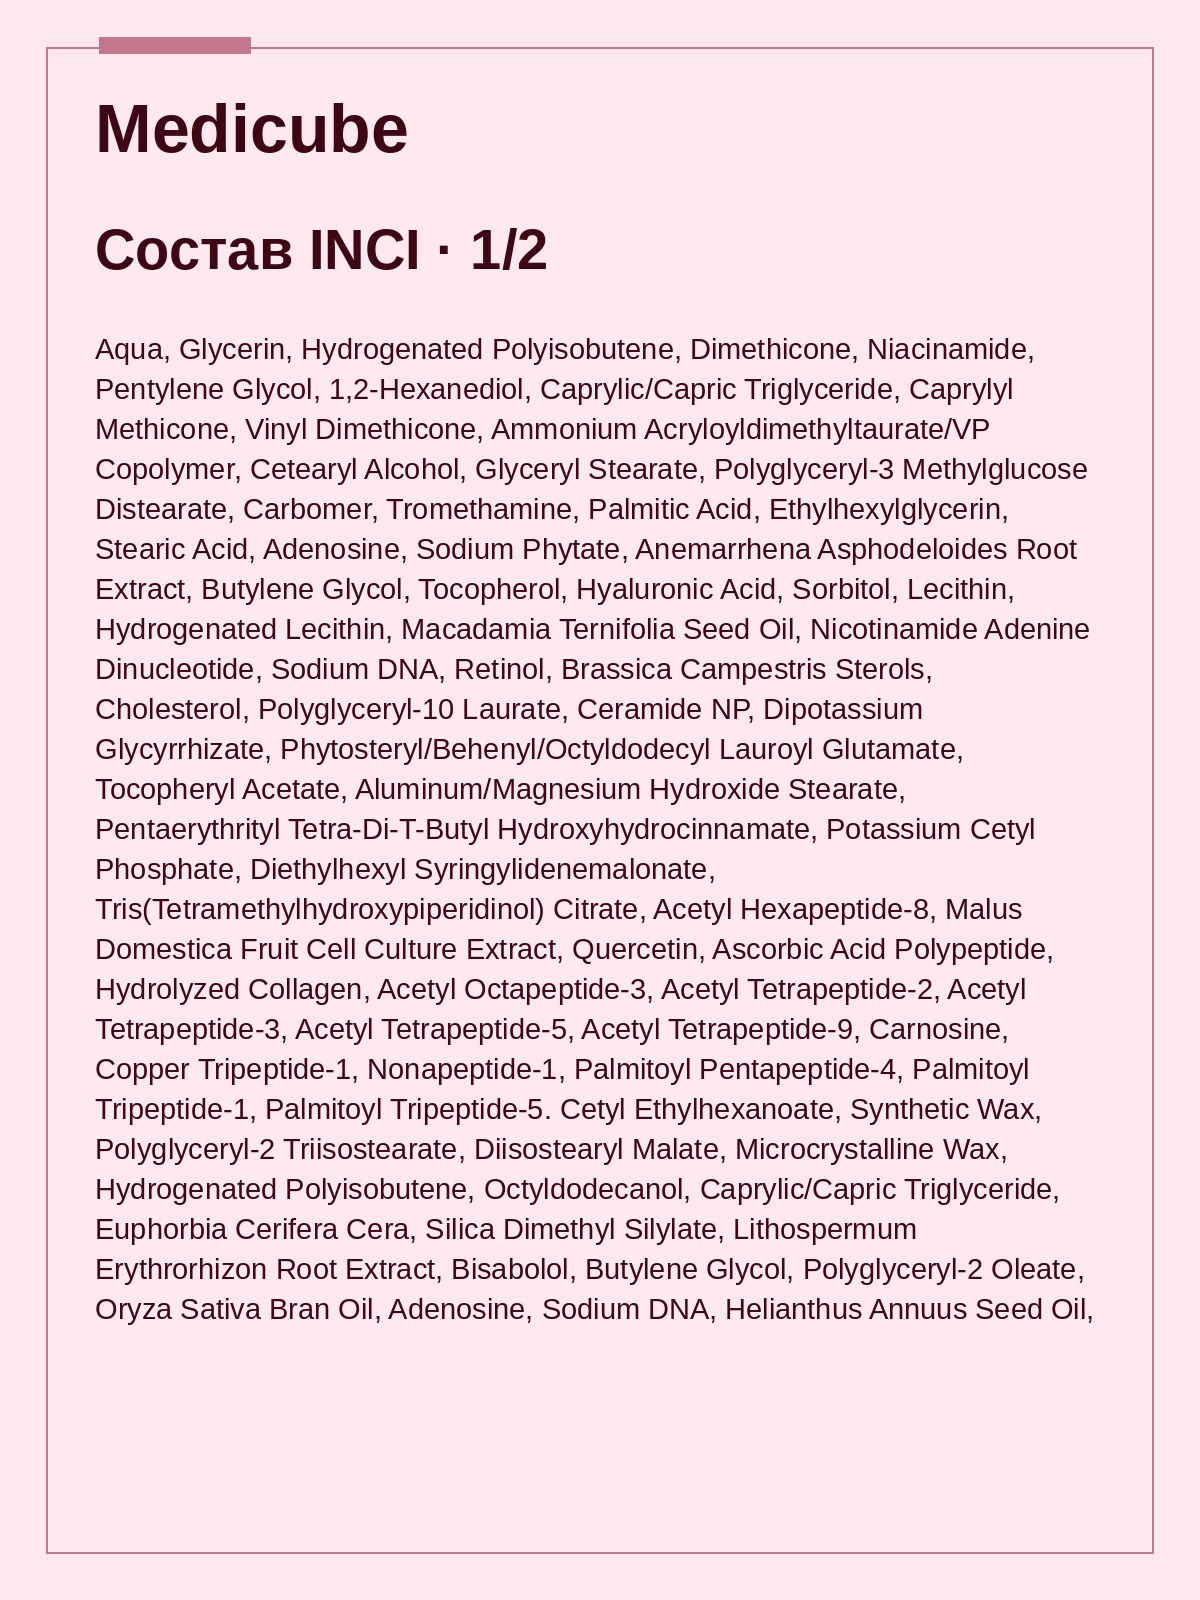 Medicube
Состав INCI · 1/2
Aqua, Glycerin, Hydrogenated Polyisobutene, Dimethicone, Niacinamide,
Pentylene Glycol, 1,2-Hexanediol, Caprylic/Capric Triglyceride, Caprylyl
Methicone, Vinyl Dimethicone, Ammonium Acryloyldimethyltaurate/VP
Copolymer, Cetearyl Alcohol, Glyceryl Stearate, Polyglyceryl-3 Methylglucose
Distearate, Carbomer, Tromethamine, Palmitic Acid, Ethylhexylglycerin,
Stearic Acid, Adenosine, Sodium Phytate, Anemarrhena Asphodeloides Root
Extract, Butylene Glycol, Tocopherol, Hyaluronic Acid, Sorbitol, Lecithin,
Hydrogenated Lecithin, Macadamia Ternifolia Seed Oil, Nicotinamide Adenine
Dinucleotide, Sodium DNA, Retinol, Brassica Campestris Sterols,
Cholesterol, Polyglyceryl-10 Laurate, Ceramide NP, Dipotassium
Glycyrrhizate, Phytosteryl/Behenyl/Octyldodecyl Lauroyl Glutamate,
Tocopheryl Acetate, Aluminum/Magnesium Hydroxide Stearate,
Pentaerythrityl Tetra-Di-T-Butyl Hydroxyhydrocinnamate, Potassium Cetyl
Phosphate, Diethylhexyl Syringylidenemalonate,
Tris(Tetramethylhydroxypiperidinol) Citrate, Acetyl Hexapeptide-8, Malus
Domestica Fruit Cell Culture Extract, Quercetin, Ascorbic Acid Polypeptide,
Hydrolyzed Collagen, Acetyl Octapeptide-3, Acetyl Tetrapeptide-2, Acetyl
Tetrapeptide-3, Acetyl Tetrapeptide-5, Acetyl Tetrapeptide-9, Carnosine,
Copper Tripeptide-1, Nonapeptide-1, Palmitoyl Pentapeptide-4, Palmitoyl
Tripeptide-1, Palmitoyl Tripeptide-5. Cetyl Ethylhexanoate, Synthetic Wax,
Polyglyceryl-2 Triisostearate, Diisostearyl Malate, Microcrystalline Wax,
Hydrogenated Polyisobutene, Octyldodecanol, Caprylic/Capric Triglyceride,
Euphorbia Cerifera Cera, Silica Dimethyl Silylate, Lithospermum
Erythrorhizon Root Extract, Bisabolol, Butylene Glycol, Polyglyceryl-2 Oleate,
Oryza Sativa Bran Oil, Adenosine, Sodium DNA, Helianthus Annuus Seed Oil,